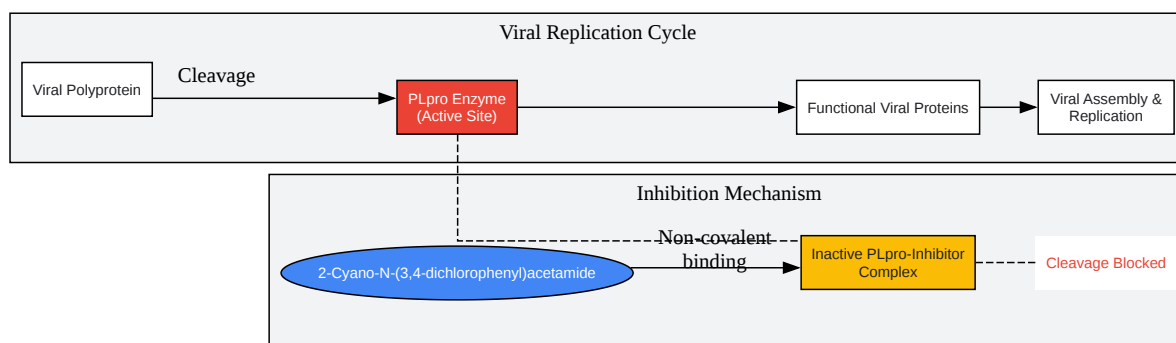 Viral Replication Cycle
Viral Polyprotein
Cleavage
PLpro Enzyme
(Active Site)
Functional Viral Proteins
Viral Assembly &
Replication
Inhibition Mechanism
2-Cyano-N-(3,4-dichlorophenyl)acetamide
Non-covalent
binding
Inactive PLpro-Inhibitor
Complex
Cleavage Blocked